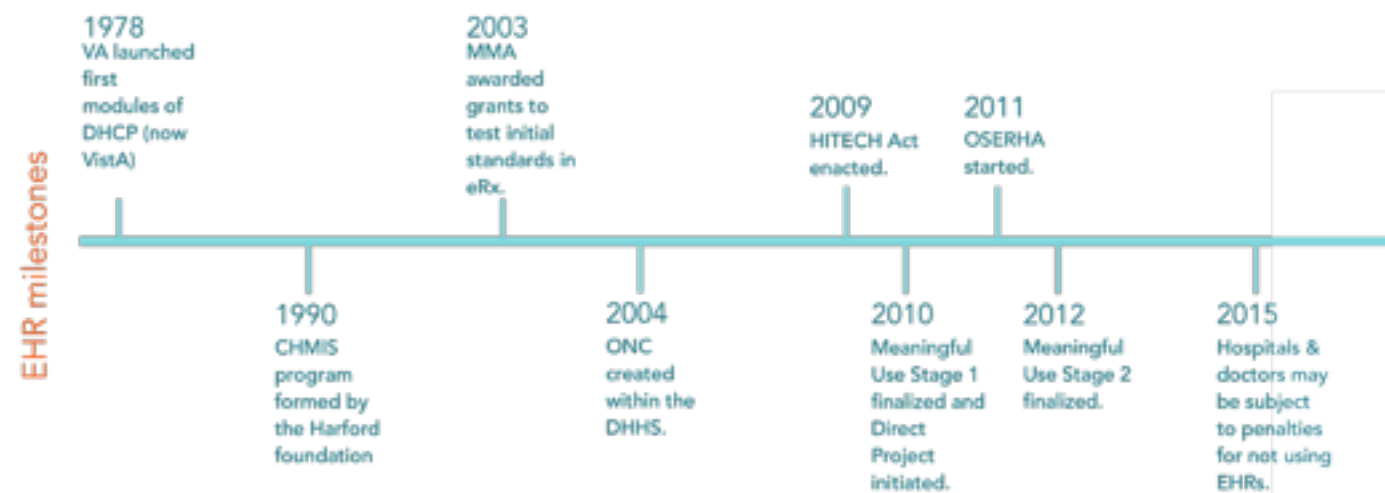 EHR milestones
1978
VA launched
first
modules of
DHCP (now
VistA)
2003
MMA
awarded
grants to
test initial
standards in
eRx.
2009
HITECH Act
enacted.
2011
OSERHA
started.
1990
CHMIS
program
formed by
the Harford
foundation
2004
ONC
created
within the
DHHS.
2010
Meaningful
Use Stage 1
finalized and
Direct
Project
initiated.
2012
Meaningful
Use Stage 2
finalized.
2015
Hospitals &
doctors may
be subject
to penalties
for not using
EHRs.